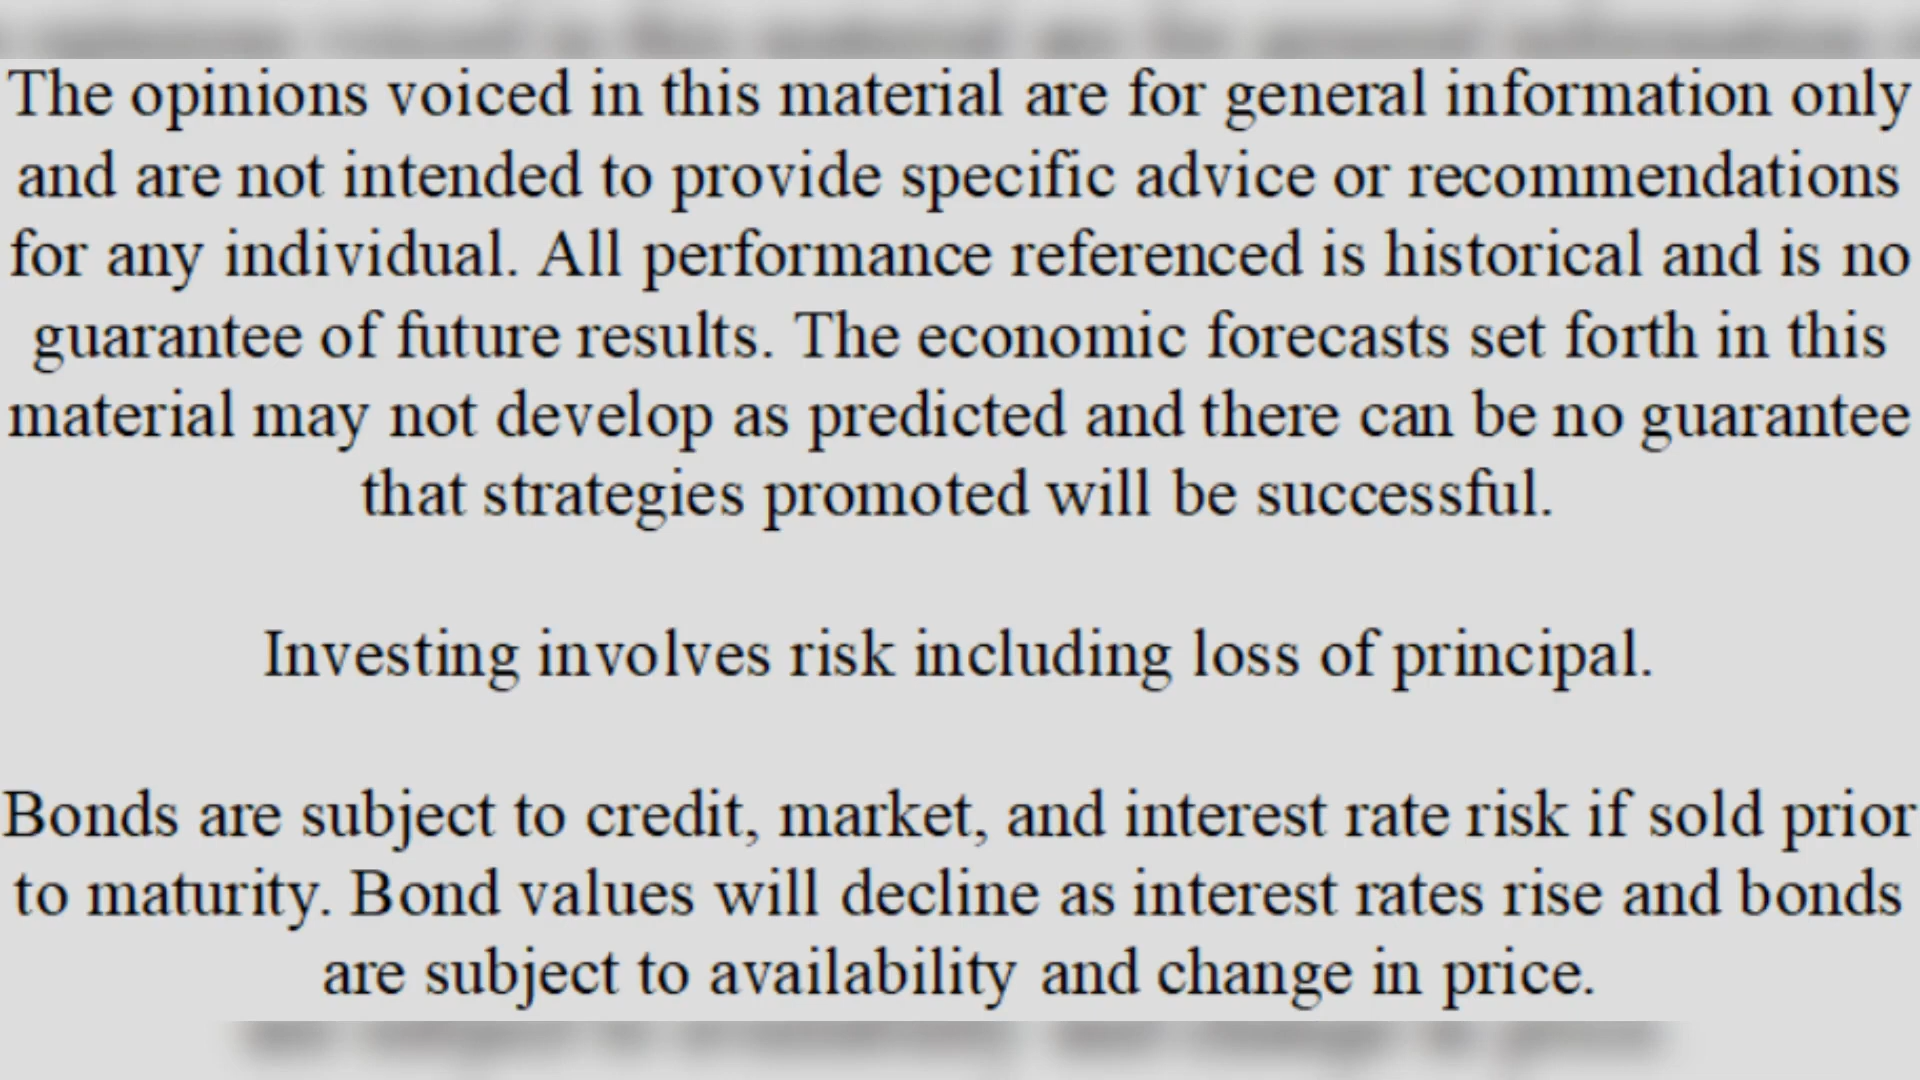 The opinions voiced in this material are for general information only
and are not intended to provide specific advice or recommendations
for any individual. All performance referenced is historical and is no
guarantee of future results. The economic forecasts set forth in this
material may not develop as predicted and there can be no guarantee
that strategies promoted will be successful.
Investing involves risk including loss of principal.
Bonds are subject to credit, market, and interest rate risk if sold prior
to maturity. Bond values will decline as interest rates rise and bonds
are subject to availability and change in price.